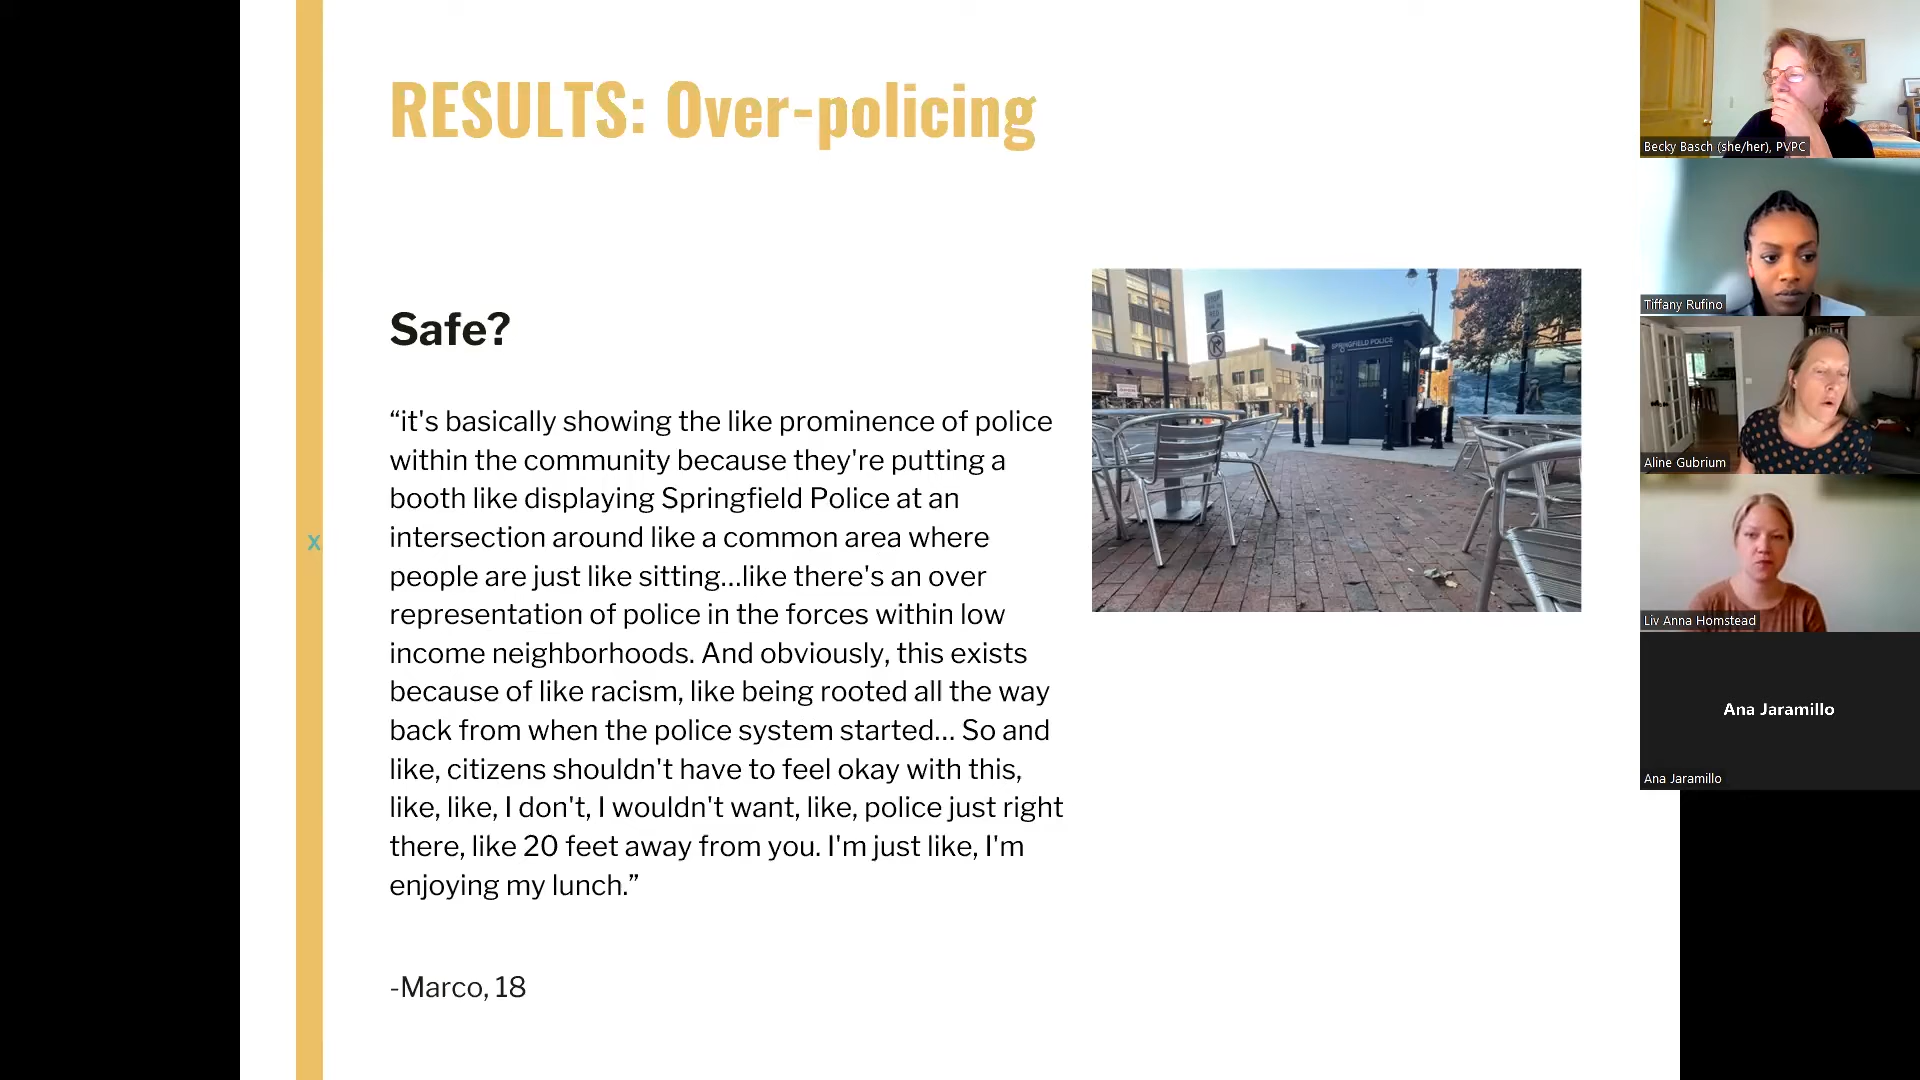 RESULTS: Over-policing
Safe?
“it's basically showing the like prominence of police
within the community because they're putting a
booth like displaying Springfield Police at an
intersection around like a common area where
people are just like sitting...like there's an over
representation of police in the forces within low
income neighborhoods. And obviously, this exists
because of like racism, like being rooted all the way
back from when the police system started... So and
like, citizens shouldn't have to feel okay with this,
like, like, I don't, I wouldn't want, like, police just right
there, like 20 feet away from you. I'm just like, I'm
enjoying my lunch.”
-Marco, 18
x
SPRINGFIELD POLICE
Becky Basch (she/her), PVPC
Tiffany Rufino
Aline Gubrium
Liv Anna Homstead
Ana Jaramillo
Ana Jaramillo